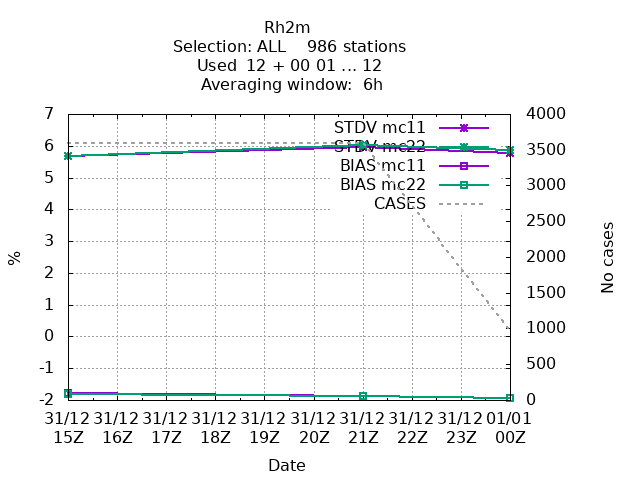 Rh2m
Selection: ALL    986 stations
Used  12 + 00 01 ... 12
Averaging window:  6h
7 4000
STDV mc11
6 3500
STDV mc22
BIAS mc11
5 3000
BIAS mc22
CASES
4 2500
3 2000
2 1500
1 1000
0 500
-1 0
-2
%
No cases
31/12 31/12 31/12 31/12 31/12 31/12 31/12 31/12 31/12 01/01
15Z 16Z 17Z 18Z 19Z 20Z 21Z 22Z 23Z 00Z
Date